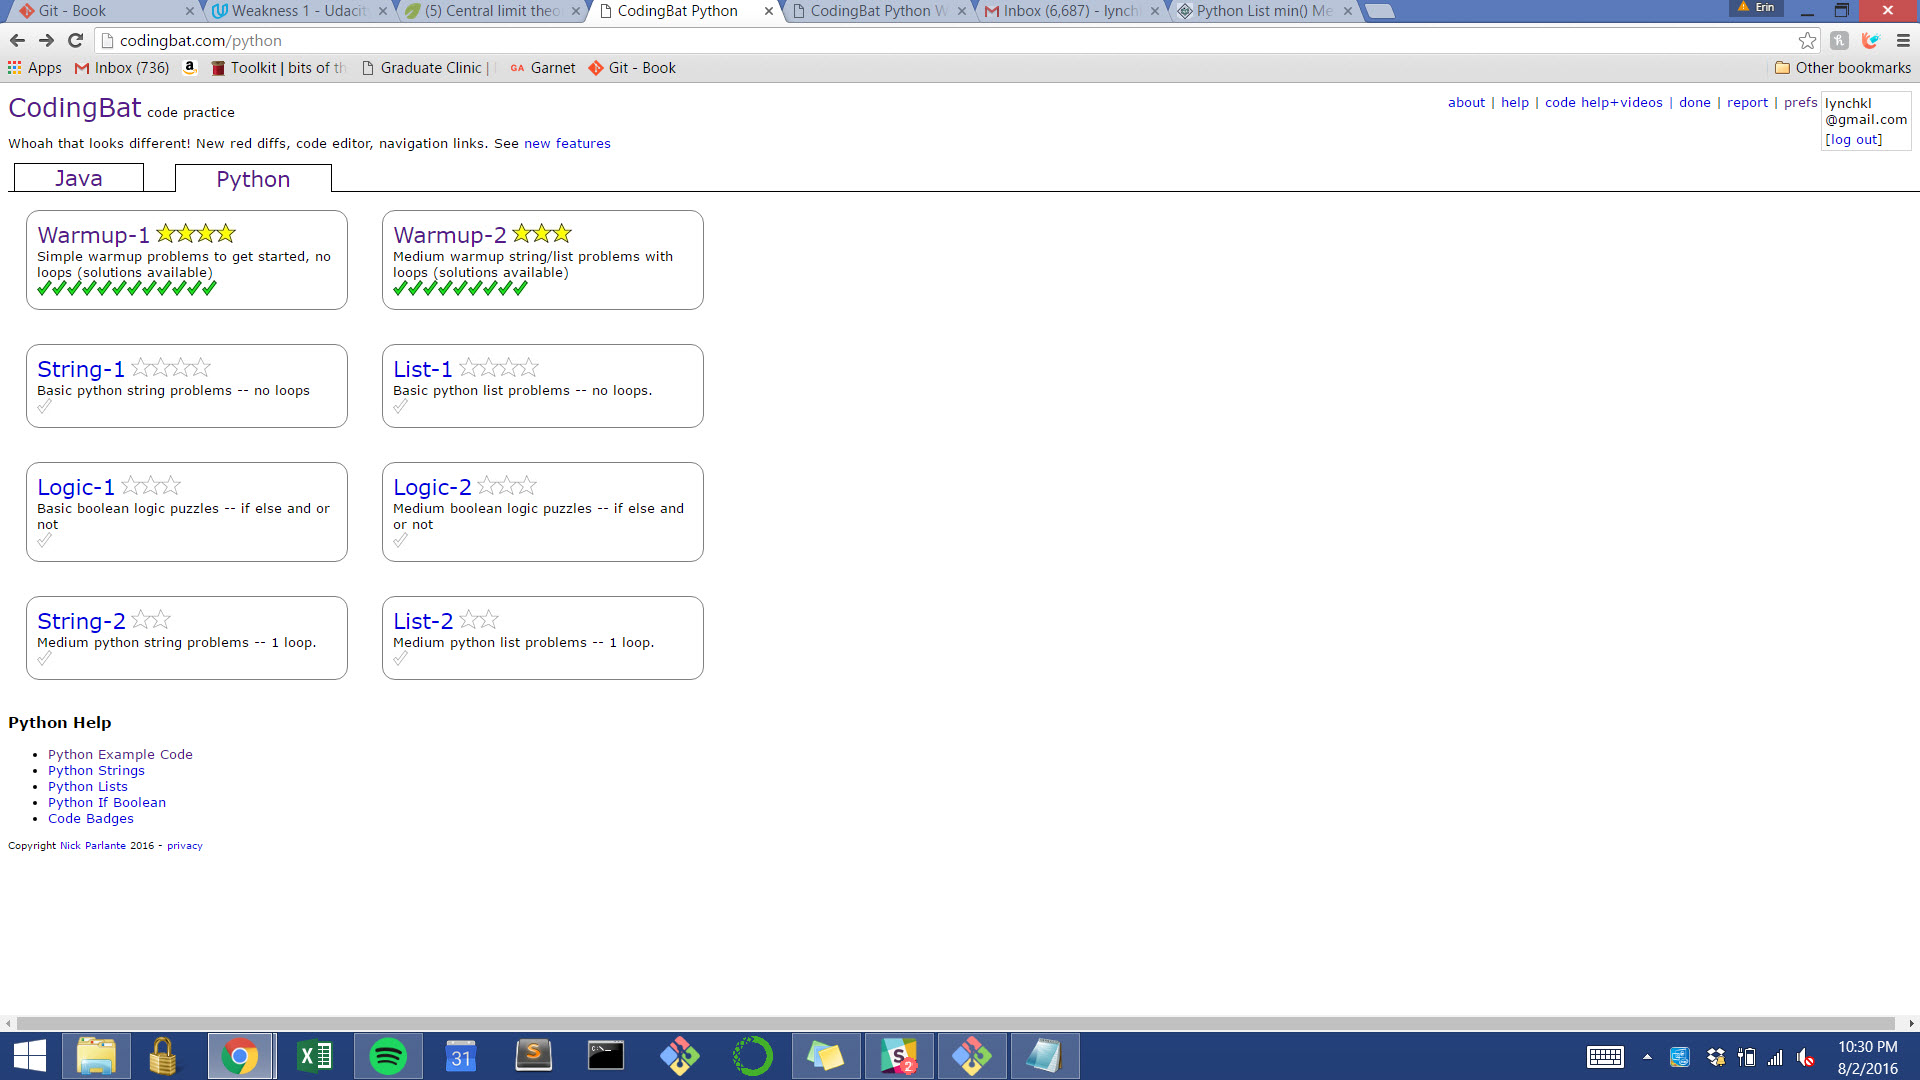 Git - Book
Weakness 1 - Udacit
(5) Central limit theo
CodingBat Python
CodingBat Python W
Inbox (6,687) - lynch
Python List min() Me
Erin
codingbat.com/python
Apps
Inbox (736)
Toolkit | bits of th
Graduate Clinic |
GA Garnet
Git - Book
Other bookmarks
CodingBat code practice
about | help | code help+videos | done | report | prefs
lynchkl
@gmail.com
[log out]
Whoah that looks different! New red diffs, code editor, navigation links. See new features
Java
Python
Warmup-1
Simple warmup problems to get started, no
loops (solutions available)
Warmup-2
Medium warmup string/list problems with
loops (solutions available)
String-1
Basic python string problems -- no loops
List-1
Basic python list problems -- no loops.
Logic-1
Basic boolean logic puzzles -- if else and or
not
Logic-2
Medium boolean logic puzzles -- if else and
or not
String-2
Medium python string problems -- 1 loop.
List-2
Medium python list problems -- 1 loop.
Python Help
Python Example Code
Python Strings
Python Lists
Python If Boolean
Code Badges
Copyright Nick Parlante 2016 - privacy
31
2
10:30 PM
8/2/2016